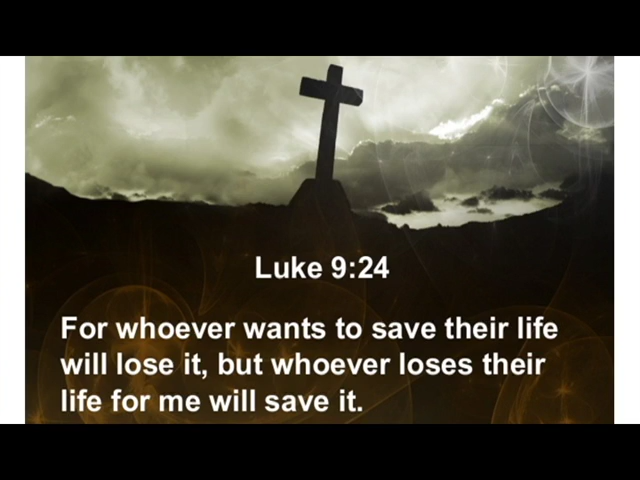 Luke 9:24
For whoever wants to save their life
will lose it, but whoever loses their
life for me will save it.